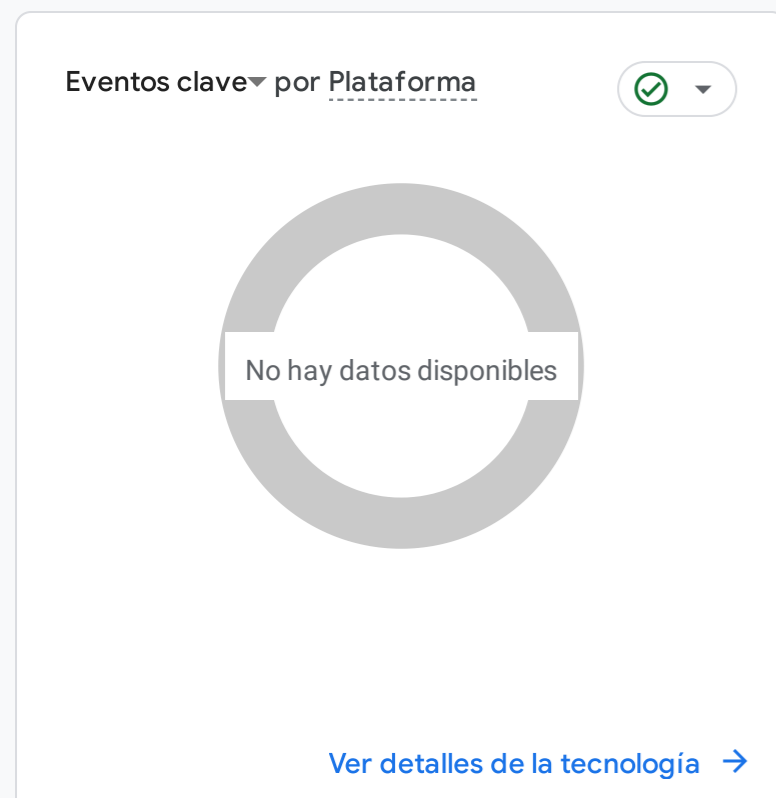 Eventos clave por Plataforma
No hay datos disponibles
Ver detalles de la tecnología